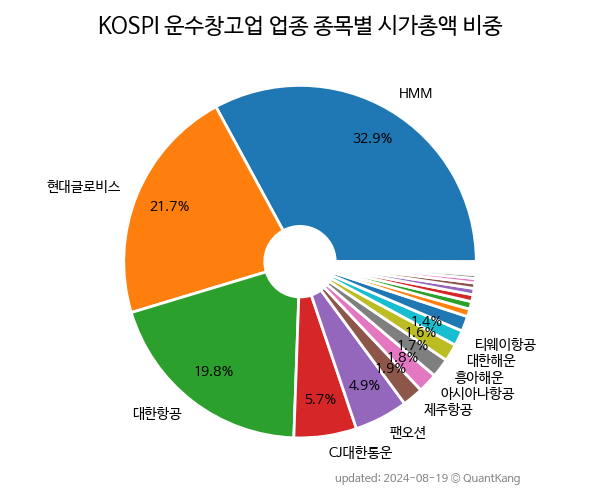 KOSPI 운수창고업 업종 종목별 시가총액 비중
HMM
32.9%
현대글로비스
21.7%
19.8%
대한항공
5.7%
CJ대한통운
4.9%
팬오션
1.9%
제주항공
1.8%
아시아나항공
1.7%
흥아해운
1.6%
대한해운
1.4%
티웨이항공
updated: 2024-08-19 © QuantKang